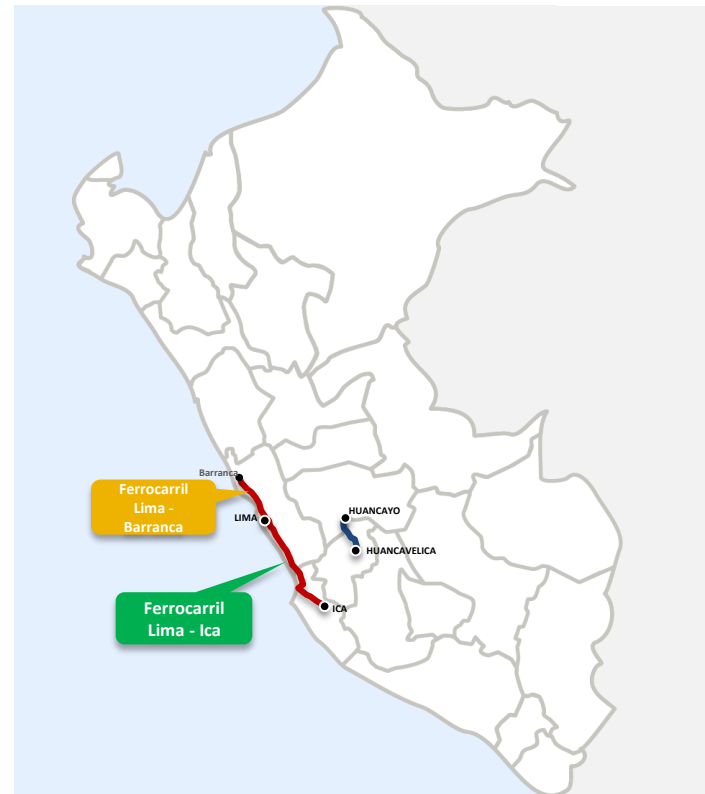 Barranca
Ferrocarril
Lima -
Barranca
LIMA
HUANCAYO
HUANCAVELICA
Ferrocarril
Lima - Ica
ICA